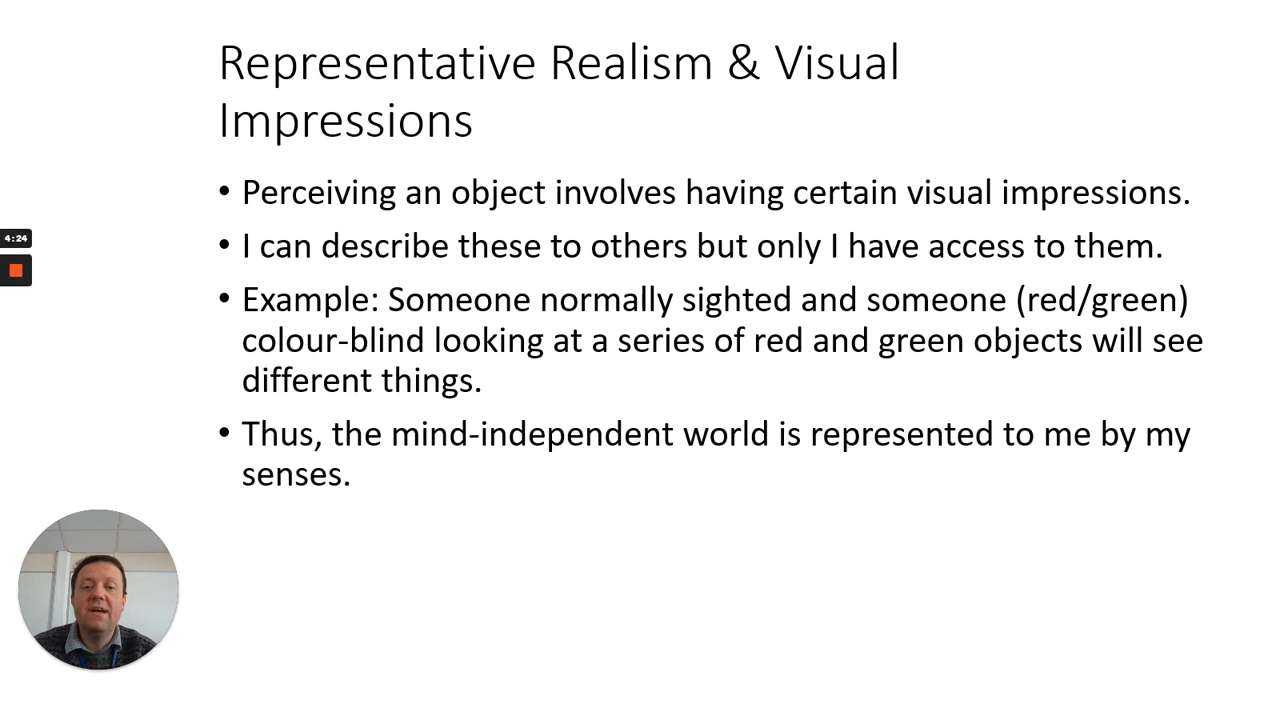 Representative Realism & Visual
Impressions
• Perceiving an object involves having certain visual impressions.
• I can describe these to others but only I have access to them.
• Example: Someone normally sighted and someone (red/green)
colour-blind looking at a series of red and green objects will see
different things.
• Thus, the mind-independent world is represented to me by my
senses.
4:24